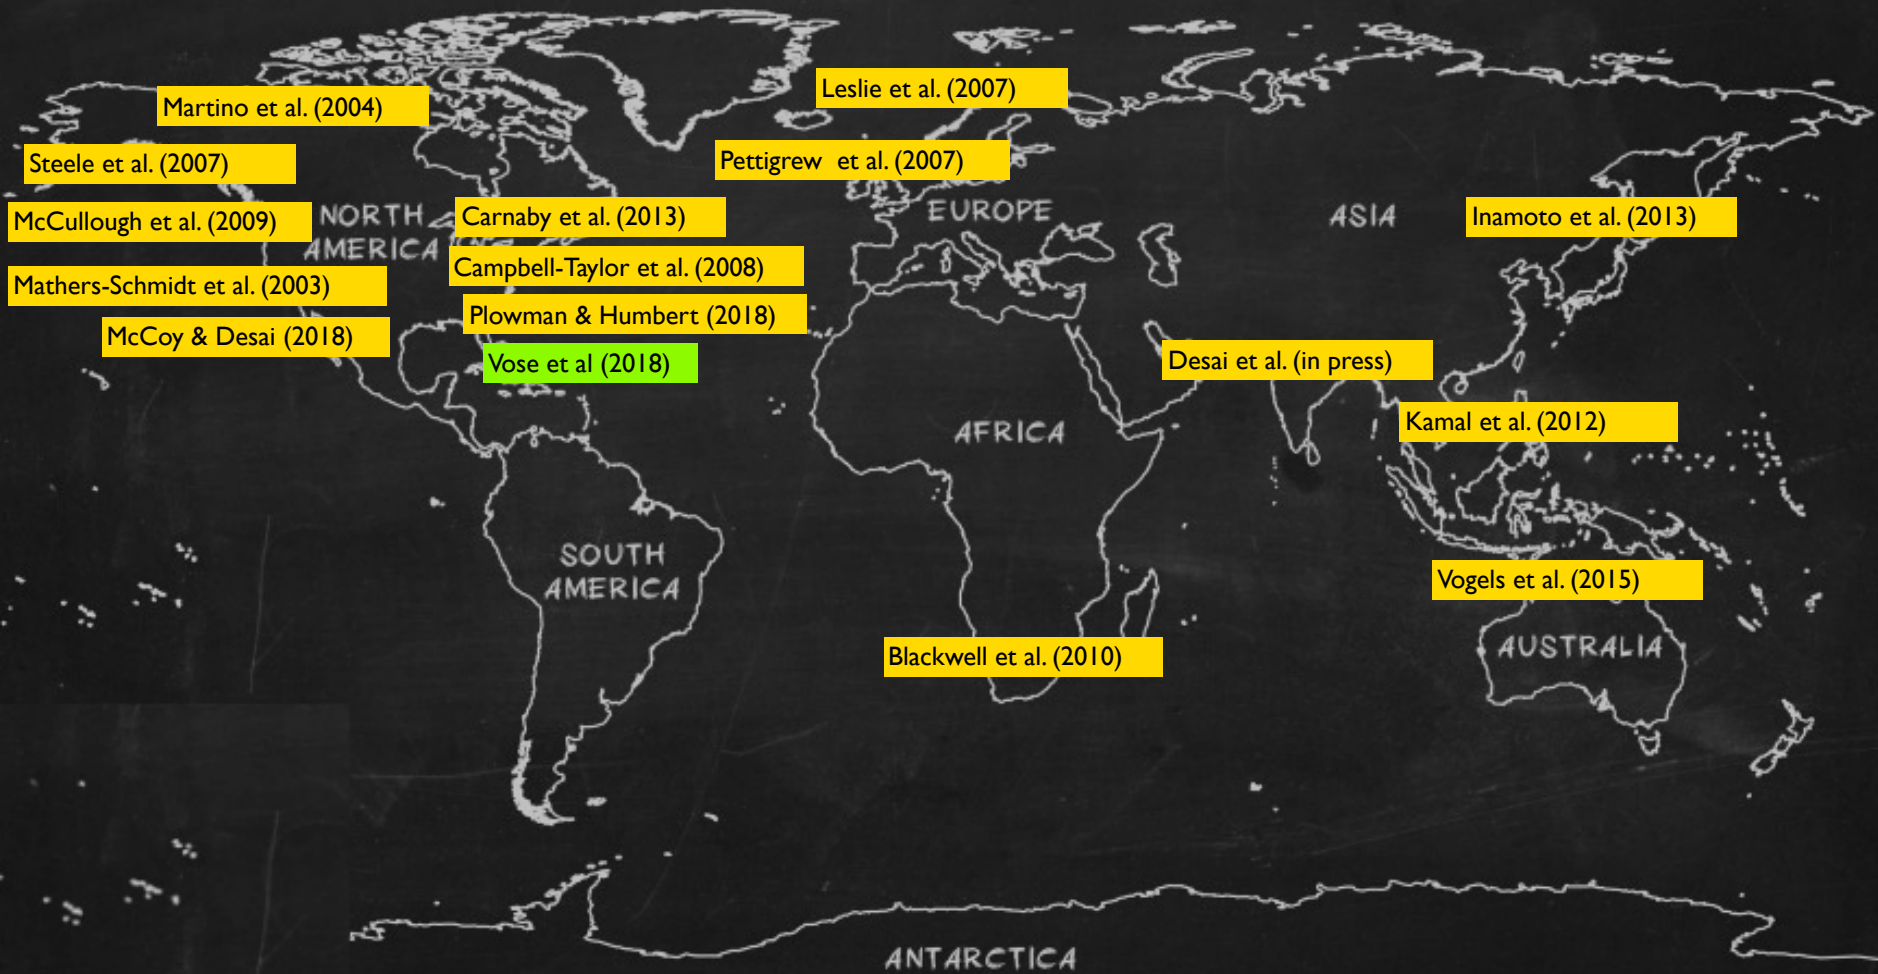 Leslie et al. (2007)
Martino et al. (2004)
Steele et al. (2007)
Pettigrew et al. (2007)
McCullough et al. (2009)
NORTH
AMERICA
Carnaby et al. (2013)
EUROPE
ASIA
Inamoto et al. (2013)
Campbell-Taylor et al. (2008)
Mathers-Schmidt et al. (2003)
Plowman & Humbert (2018)
McCoy & Desai (2018)
Vose et al (2018)
Desai et al. (in press)
Kamal et al. (2012)
AFRICA
SOUTH
AMERICA
Vogels et al. (2015)
Blackwell et al. (2010)
AUSTRALIA
ANTARCTICA